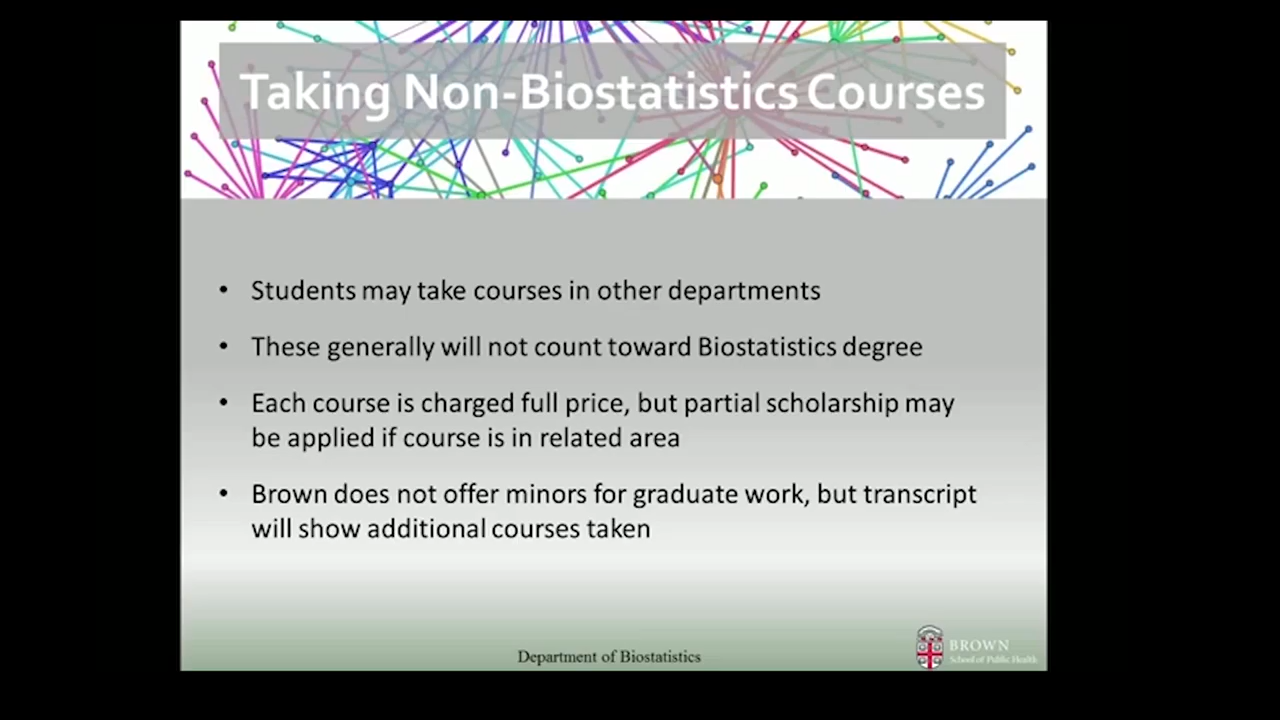 Taking Non-Biostatistics Courses
• Students may take courses in other departments
• These generally will not count toward Biostatistics degree
• Each course is charged full price, but partial scholarship may
be applied if course is in related area
• Brown does not offer minors for graduate work, but transcript
will show additional courses taken
Department of Biostatistics
BROWN
School of Public Health